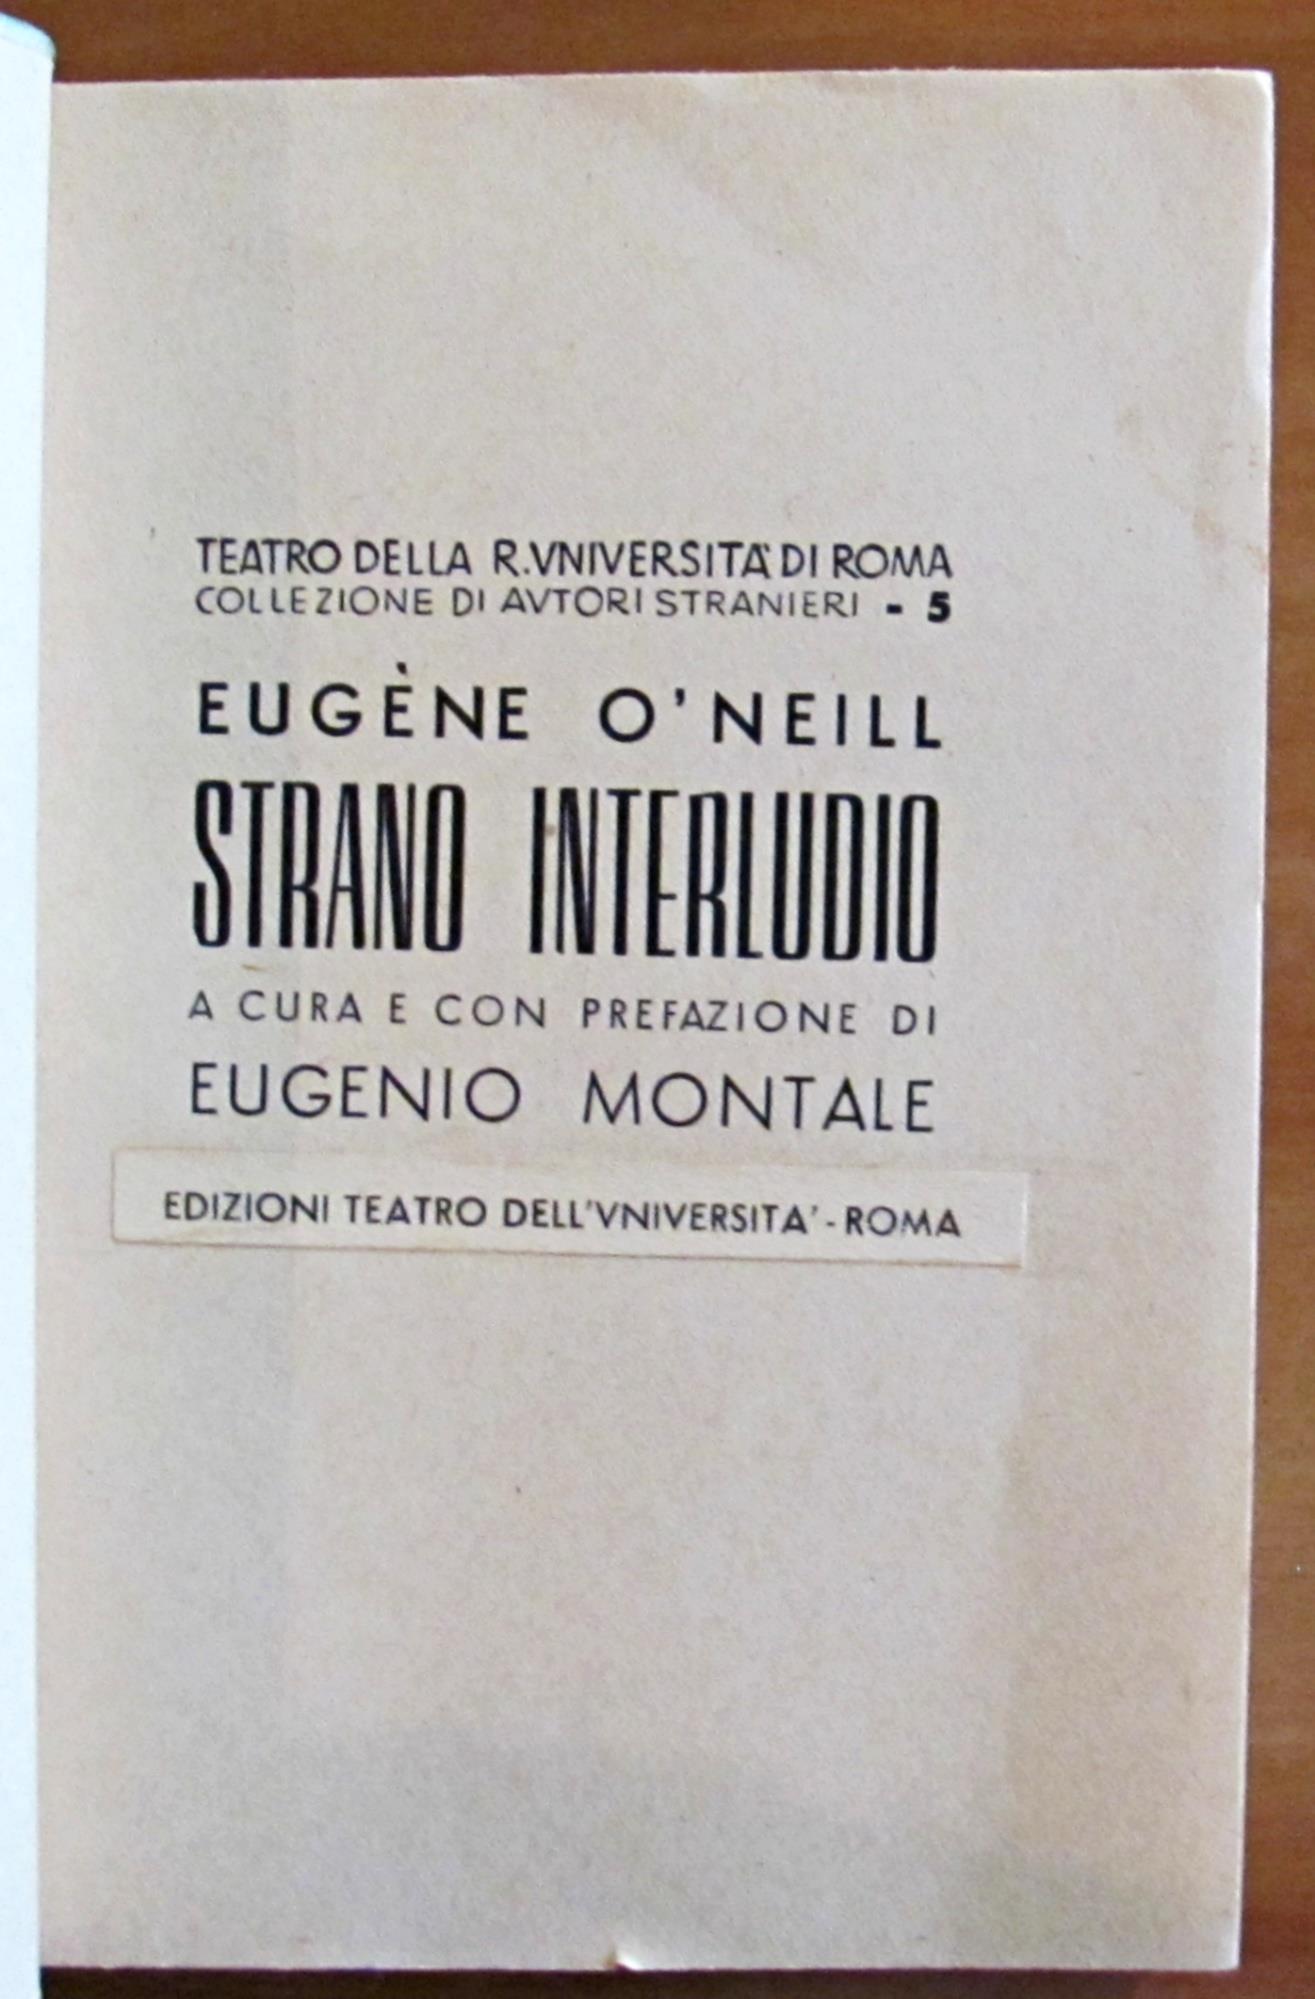 TEATRO DELLA R. VNIVERSITA' DI ROMA
COLLEZIONE DI AVTORI STRANIERI - 5
EUGÈNE O'NEILL
STRANO INTERLUDIO
A CURA E CON PREFAZIONE DI
EUGENIO MONTALE
EDIZIONI TEATRO DELL'VNIVERSITA' - ROMA